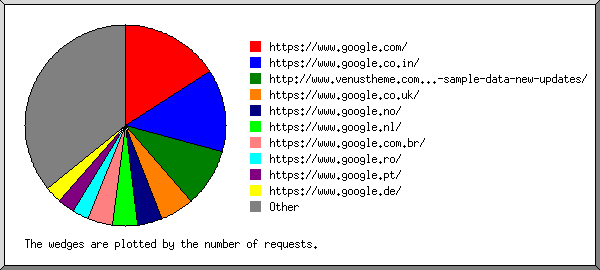 https://www.google.com/
https://www.google.co.in/
http://www.venustheme.com...-sample-data-new-updates/
https://www.google.co.uk/
https://www.google.no/
https://www.google.nl/
https://www.google.com.br/
https://www.google.ro/
https://www.google.pt/
https://www.google.de/
Other
The wedges are plotted by the number of requests.